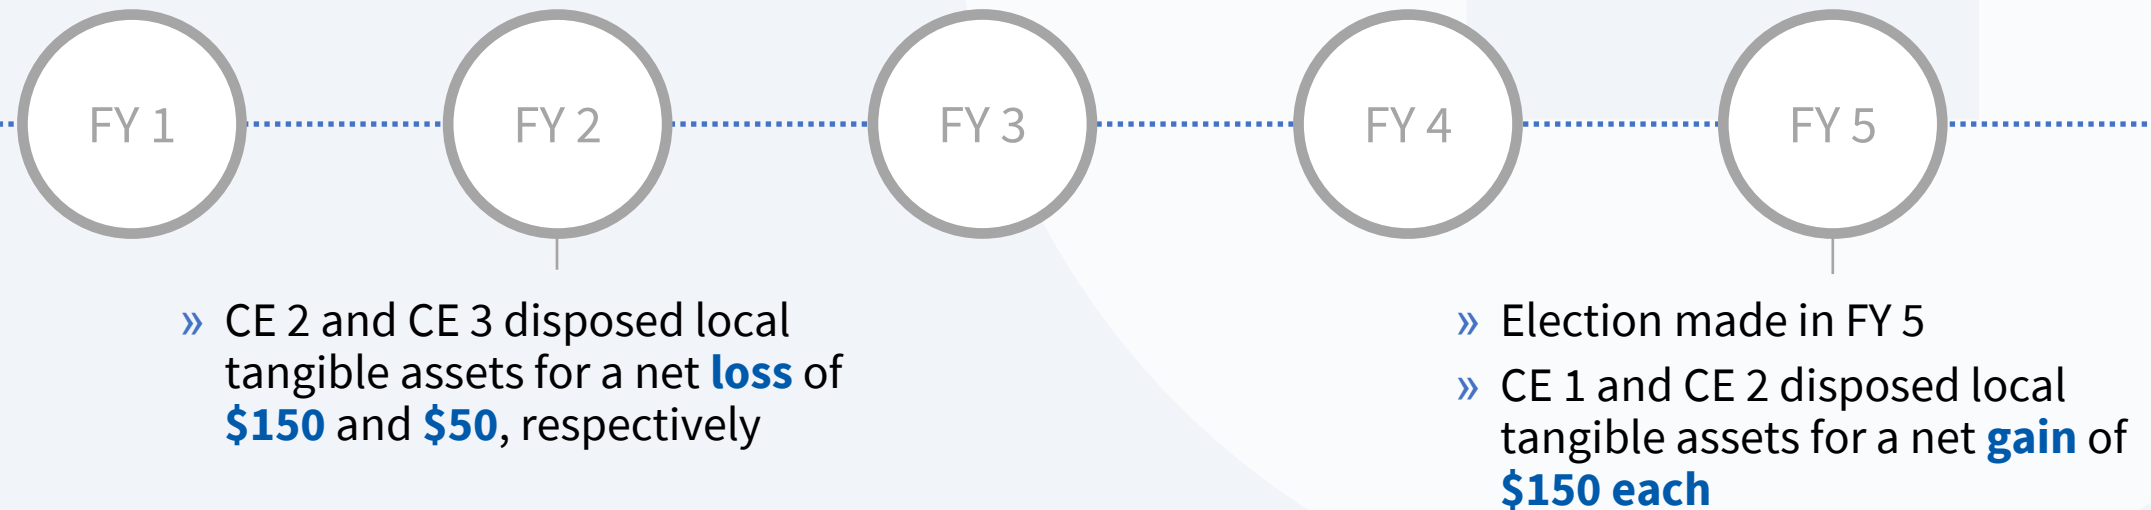 FY 1
FY 2
FY 3
FY 4
FY 5
» CE 2 and CE 3 disposed local
tangible assets for a net loss of
$150 and $50, respectively
» Election made in FY 5
» CE 1 and CE 2 disposed local
tangible assets for a net gain of
$150 each